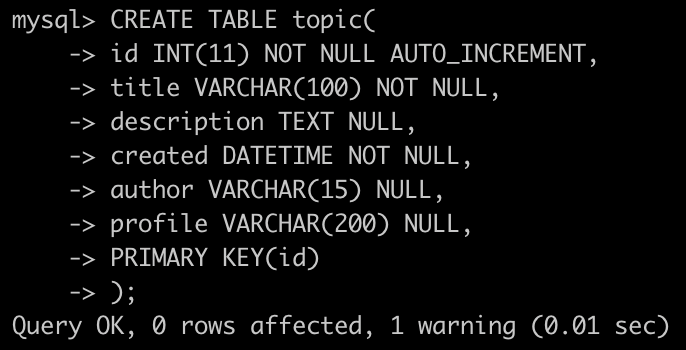 mysql> CREATE TABLE topic(
    -> id INT(11) NOT NULL AUTO_INCREMENT,
    -> title VARCHAR(100) NOT NULL,
    -> description TEXT NULL,
    -> created DATETIME NOT NULL,
    -> author VARCHAR(15) NULL,
    -> profile VARCHAR(200) NULL,
    -> PRIMARY KEY(id)
    -> );
Query OK, 0 rows affected, 1 warning (0.01 sec)